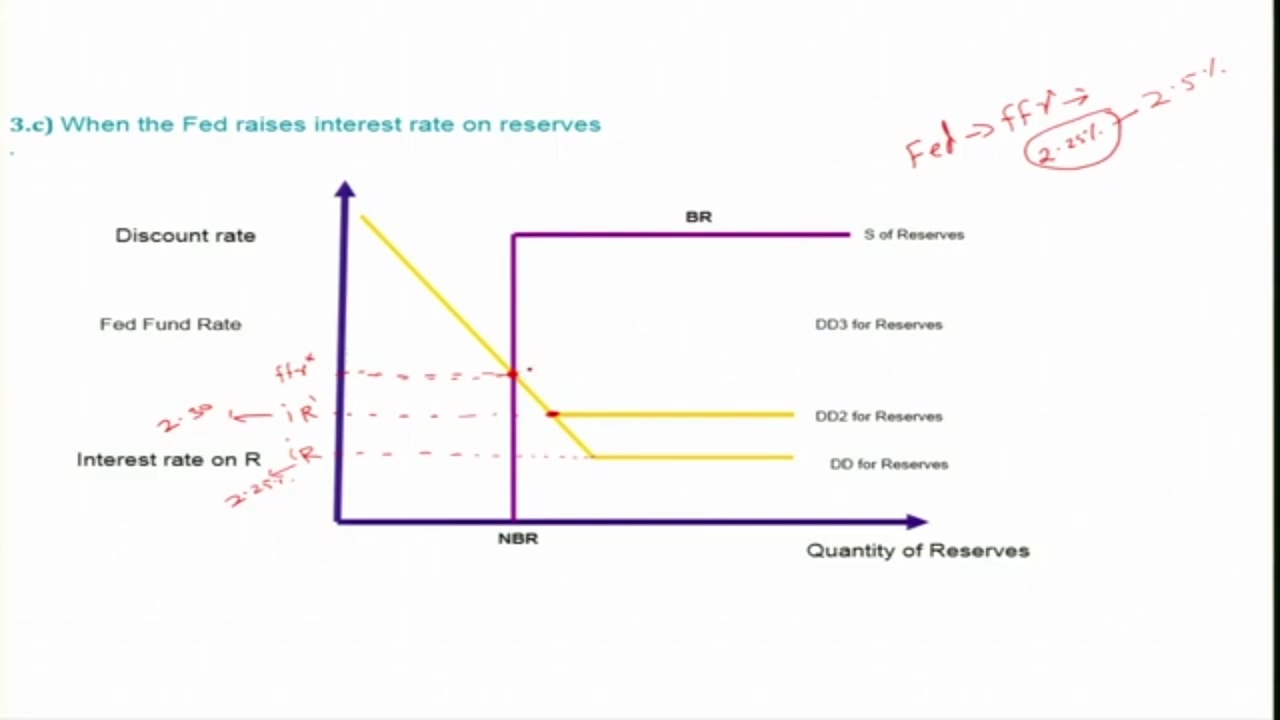 3.c) When the Fed raises interest rate on reserves
Fed → ffr →
2.25% — 2.5%
BR
Discount rate
S of Reserves
Fed Fund Rate
DD3 for Reserves
ffr*
2.30 ← iR'
DD2 for Reserves
Interest rate on R
iR
DD for Reserves
2.25%
NBR
Quantity of Reserves